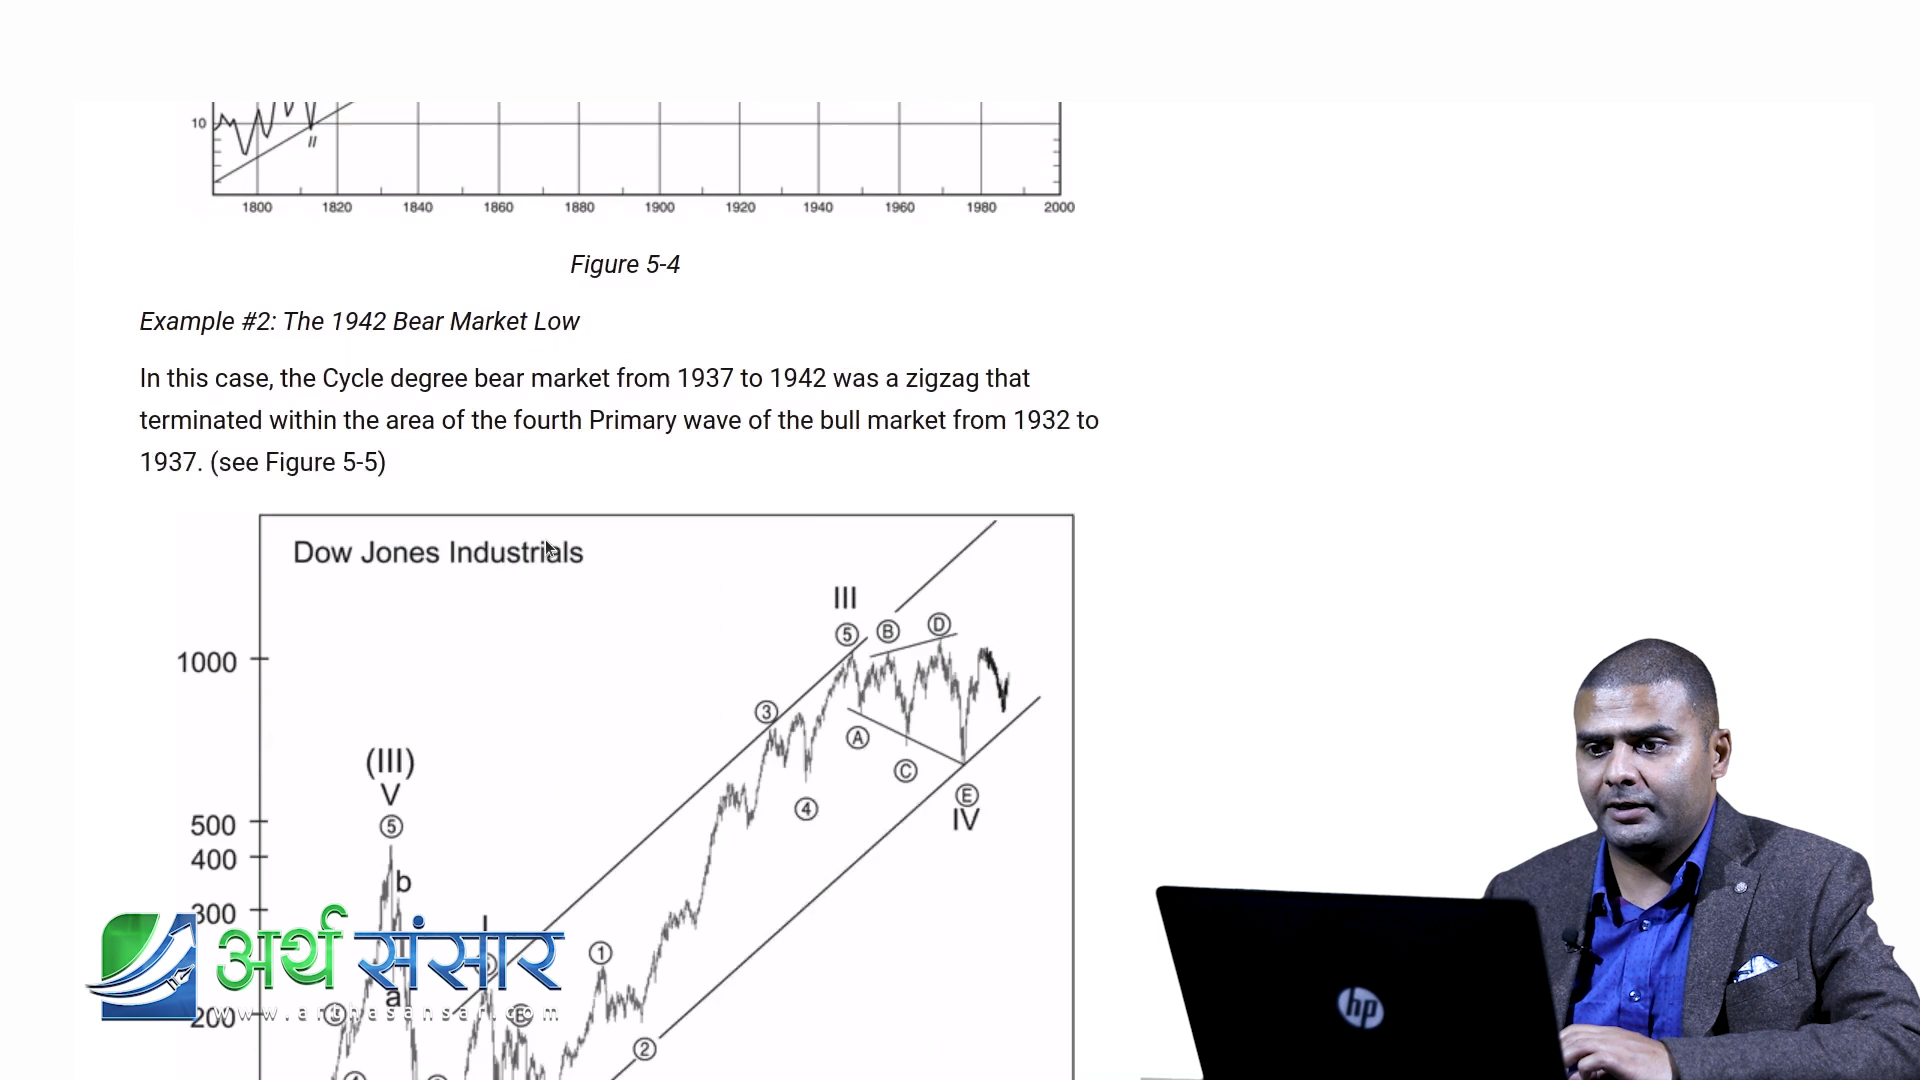 10
II
1800 1820 1840 1860 1880 1900 1920 1940 1960 1980 2000
Figure 5-4
Example #2: The 1942 Bear Market Low
In this case, the Cycle degree bear market from 1937 to 1942 was a zigzag that
terminated within the area of the fourth Primary wave of the bull market from 1932 to
1937. (see Figure 5-5)
Dow Jones Industrials
III
5 B D
1000
3
A
(III)
C
V
E
4
IV
5
500
400
b
300
I
1
a
200
2
अर्थ संसार
www.arthasansar.com
hp